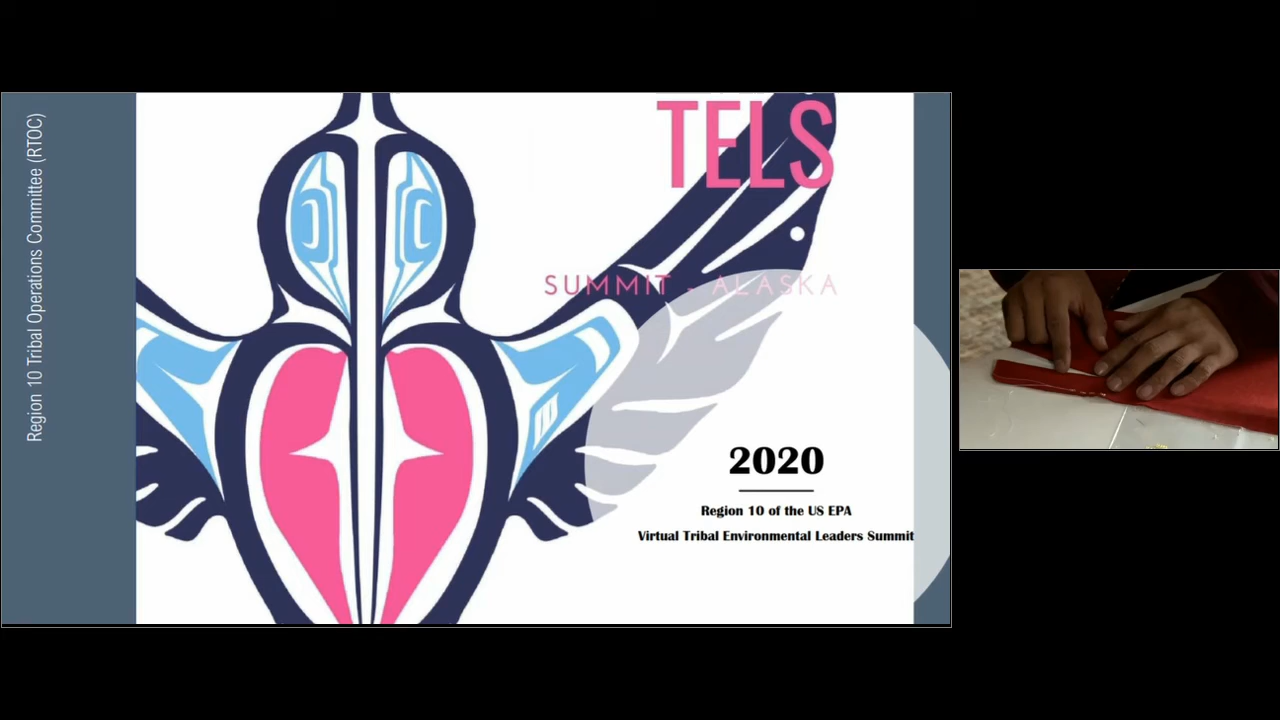 Region 10 Tribal Operations Committee (RTOC)
TELS
SUMMIT - ALASKA
2020
Region 10 of the US EPA
Virtual Tribal Environmental Leaders Summit